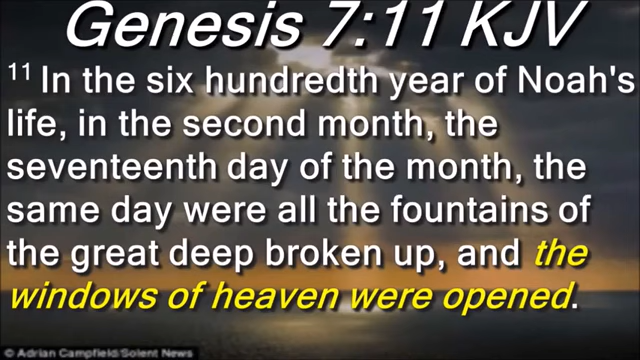 Genesis 7:11 KJV
11 In the six hundredth year of Noah's
life, in the second month, the
seventeenth day of the month, the
same day were all the fountains of
the great deep broken up, and the
windows of heaven were opened.
© Adrian Campfield/Solent News